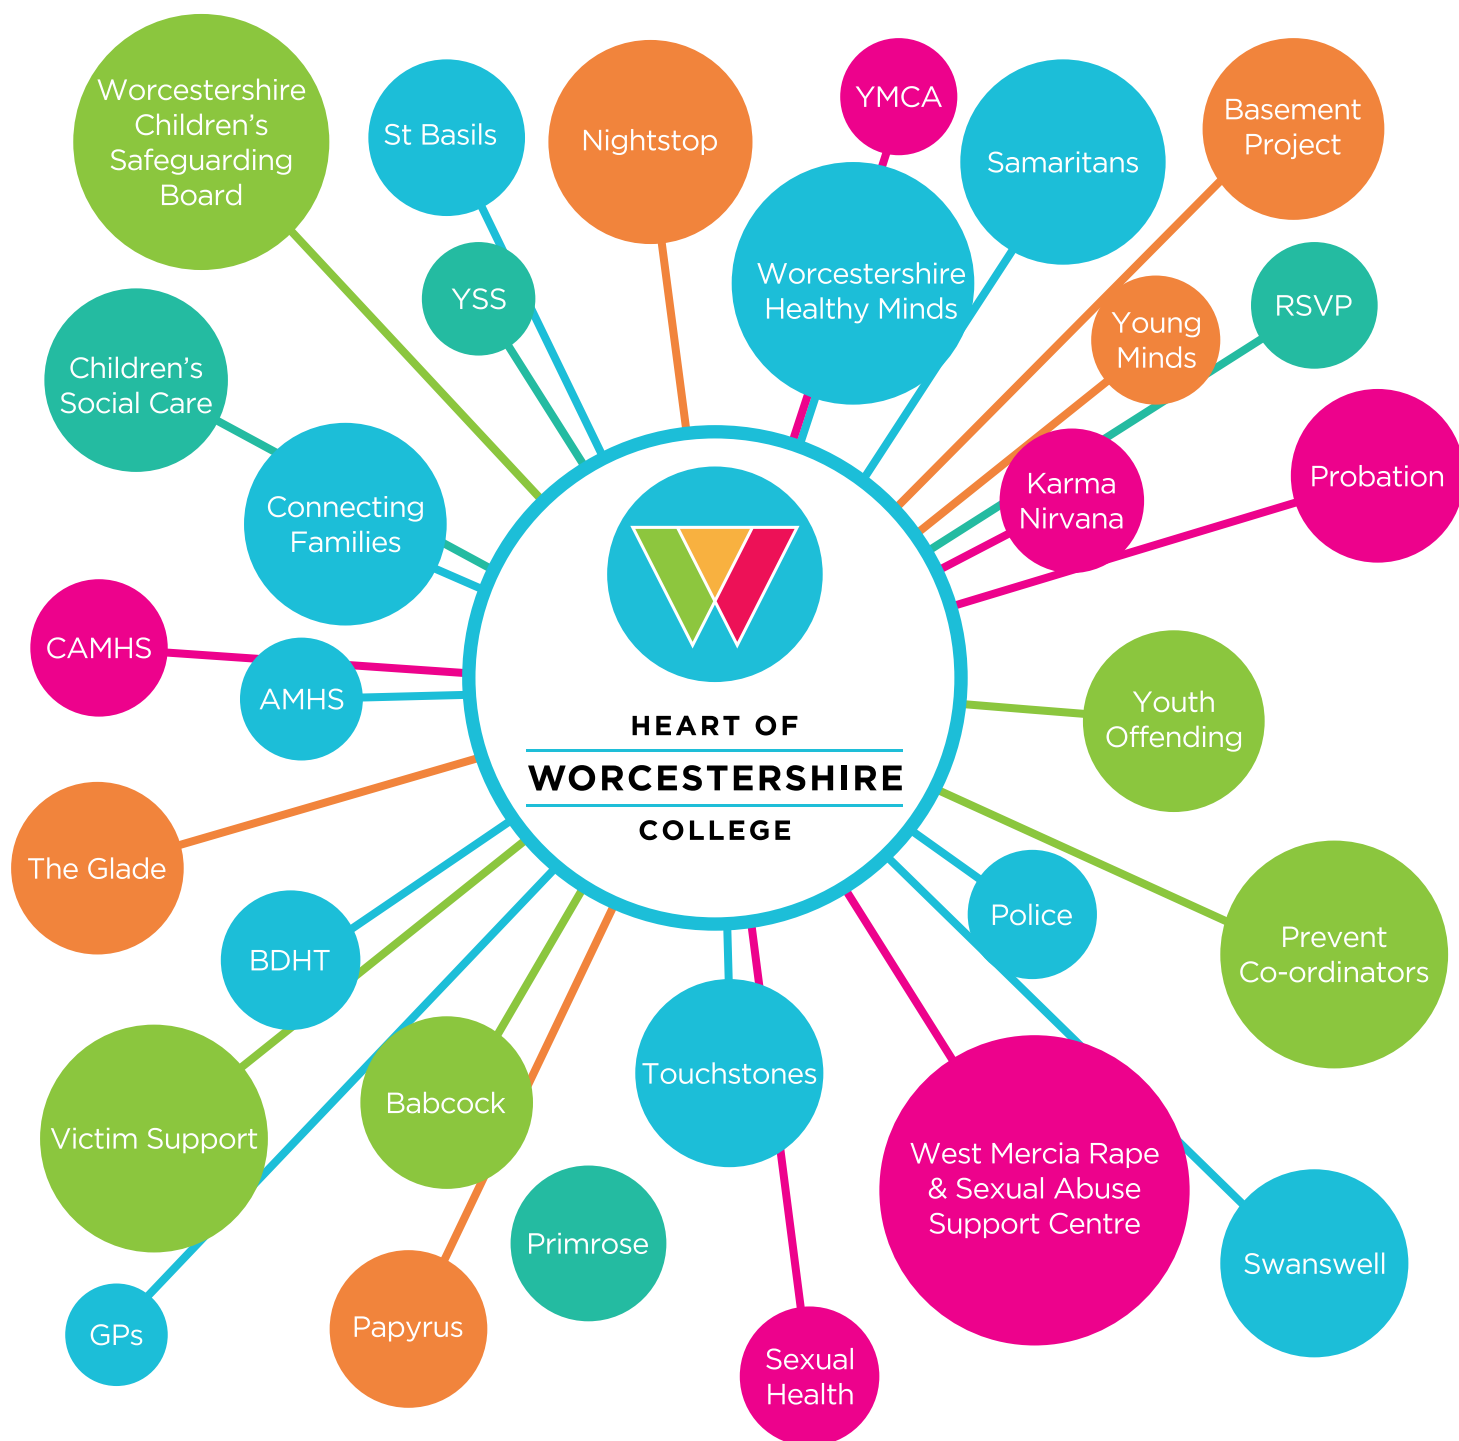 Worcestershire
Children's
Safeguarding
Board
St Basils
Nightstop
YMCA
Samaritans
Basement
Project
YSS
Worcestershire
Healthy Minds
Young
Minds
RSVP
Children's
Social Care
Connecting
Families
Karma
Nirvana
Probation
CAMHS
AMHS
HEART OF
WORCESTERSHIRE
COLLEGE
Youth
Offending
The Glade
BDHT
Police
Prevent
Co-ordinators
Victim Support
Babcock
Touchstones
West Mercia Rape
& Sexual Abuse
Support Centre
Primrose
Swanswell
GPs
Papyrus
Sexual
Health